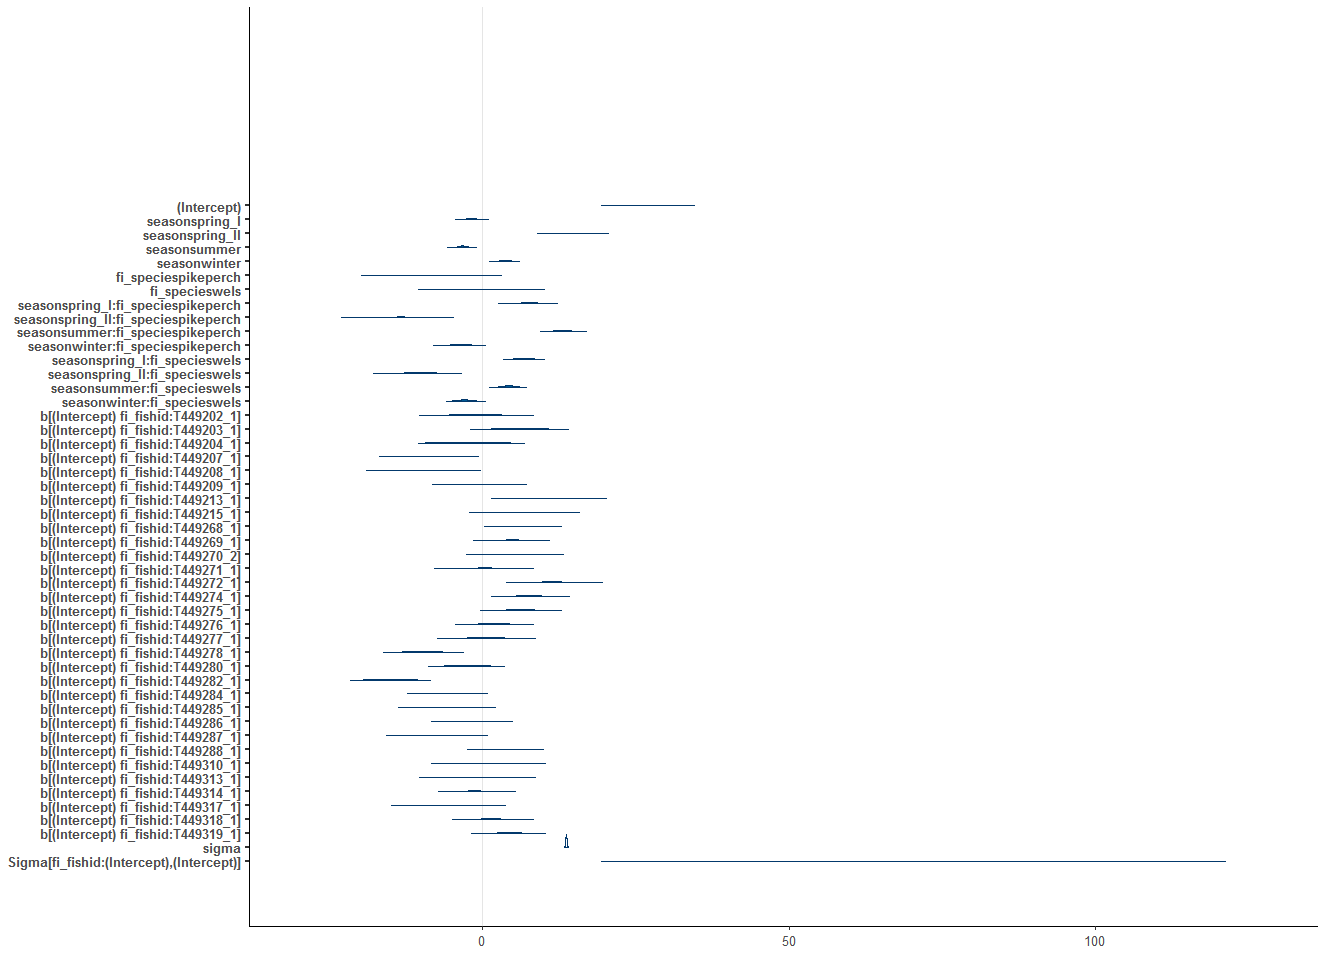 (Intercept)
seasonspring_I
seasonspring_II
seasonsummer
seasonwinter
fi_speciespikeperch
fi_specieswels
seasonspring_I:fi_speciespikeperch
seasonspring_II:fi_speciespikeperch
seasonsummer:fi_speciespikeperch
seasonwinter:fi_speciespikeperch
seasonspring_I:fi_specieswels
seasonspring_II:fi_specieswels
seasonsummer:fi_specieswels
seasonwinter:fi_specieswels
b[(Intercept) fi_fishid:T449202_1]
b[(Intercept) fi_fishid:T449203_1]
b[(Intercept) fi_fishid:T449204_1]
b[(Intercept) fi_fishid:T449207_1]
b[(Intercept) fi_fishid:T449208_1]
b[(Intercept) fi_fishid:T449209_1]
b[(Intercept) fi_fishid:T449213_1]
b[(Intercept) fi_fishid:T449215_1]
b[(Intercept) fi_fishid:T449268_1]
b[(Intercept) fi_fishid:T449269_1]
b[(Intercept) fi_fishid:T449270_2]
b[(Intercept) fi_fishid:T449271_1]
b[(Intercept) fi_fishid:T449272_1]
b[(Intercept) fi_fishid:T449274_1]
b[(Intercept) fi_fishid:T449275_1]
b[(Intercept) fi_fishid:T449276_1]
b[(Intercept) fi_fishid:T449277_1]
b[(Intercept) fi_fishid:T449278_1]
b[(Intercept) fi_fishid:T449280_1]
b[(Intercept) fi_fishid:T449282_1]
b[(Intercept) fi_fishid:T449284_1]
b[(Intercept) fi_fishid:T449285_1]
b[(Intercept) fi_fishid:T449286_1]
b[(Intercept) fi_fishid:T449287_1]
b[(Intercept) fi_fishid:T449288_1]
b[(Intercept) fi_fishid:T449310_1]
b[(Intercept) fi_fishid:T449313_1]
b[(Intercept) fi_fishid:T449314_1]
b[(Intercept) fi_fishid:T449317_1]
b[(Intercept) fi_fishid:T449318_1]
b[(Intercept) fi_fishid:T449319_1]
sigma
Sigma[fi_fishid:(Intercept),(Intercept)]
0 50 100